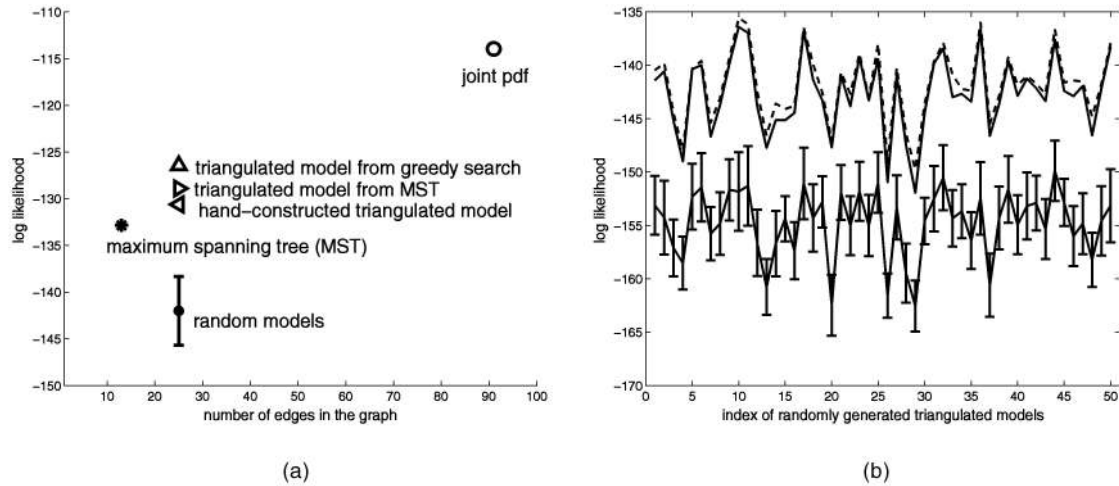 −110
−115
−120
−125
−130
−135
−140
−145
−150
log likelihood
joint pdf
triangulated model from greedy search
triangulated model from MST
hand−constructed triangulated model
maximum spanning tree (MST)
random models
10 20 30 40 50 60 70 80 90 100
number of edges in the graph
(a)
−135
−140
−145
−150
−155
−160
−165
−170
log likelihood
0 5 10 15 20 25 30 35 40 45 50
index of randomly generated triangulated models
(b)